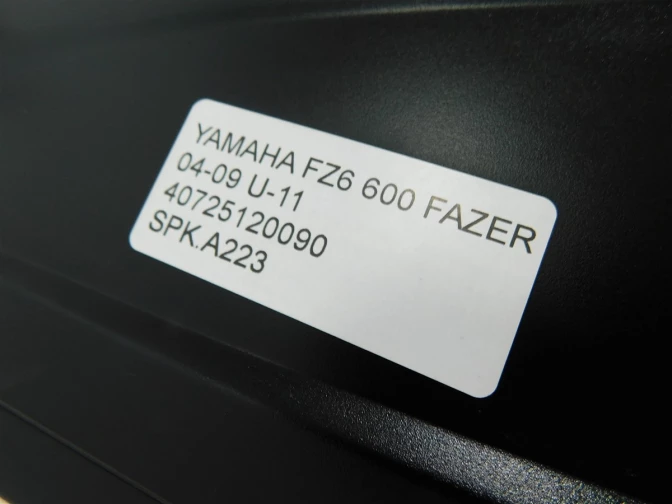 YAMAHA FZ6 600 FAZER
04-09 U-11
40725120090
SPK.A223